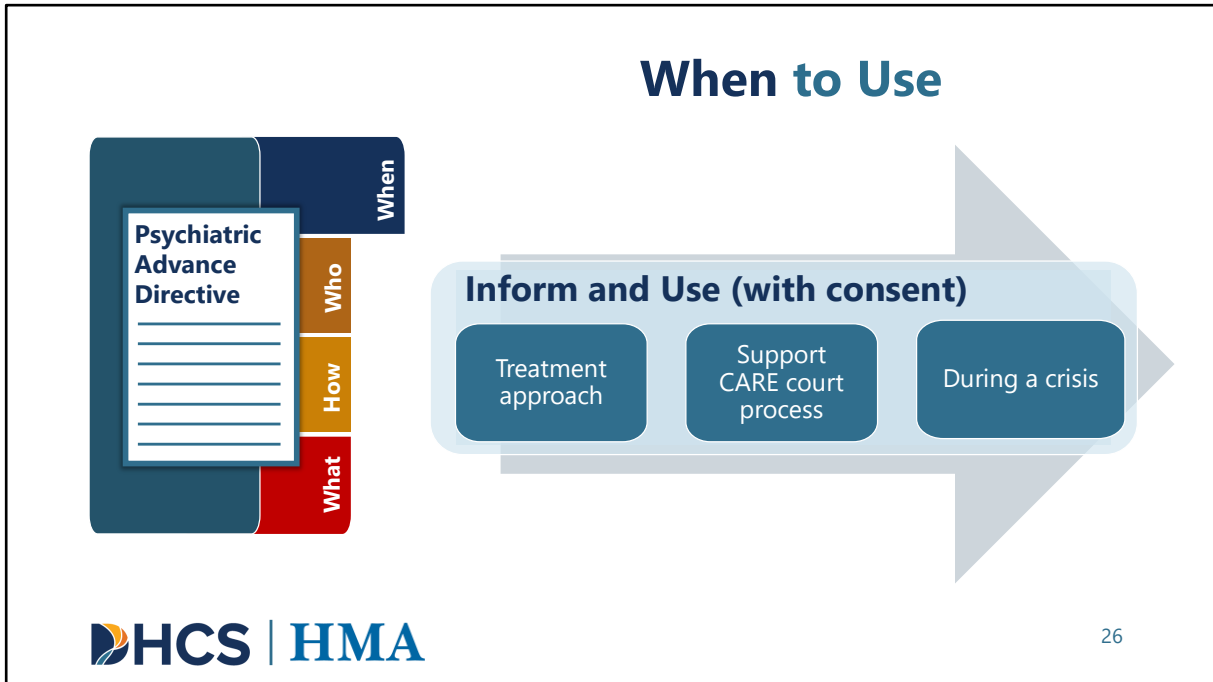 When to Use
When
Psychiatric
Advance
Directive
Who
How
What
Inform and Use (with consent)
Treatment
approach
Support
CARE court
process
During a crisis
DHCS | HMA
26